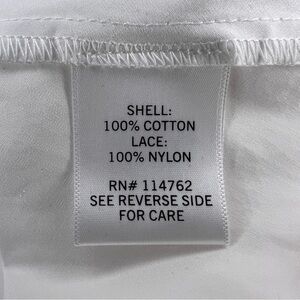 SHELL:
100% COTTON
LACE:
100% NYLON
RN# 114762
SEE REVERSE SIDE
FOR CARE